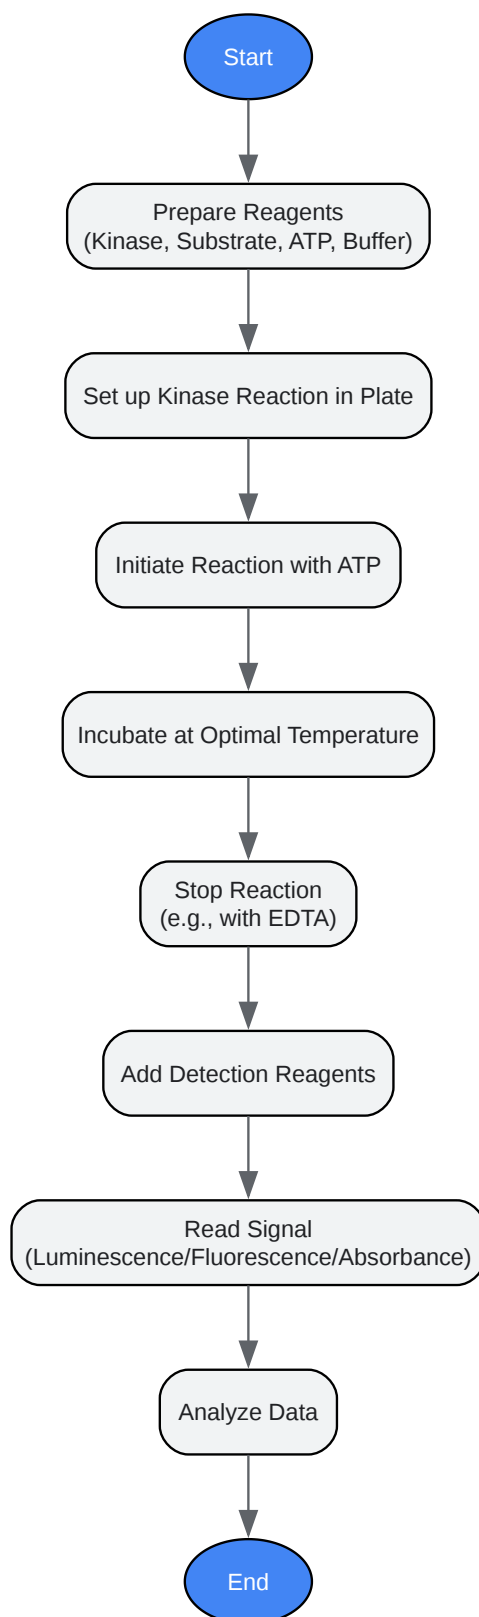 Start
Prepare Reagents
(Kinase, Substrate, ATP, Buffer)
Set up Kinase Reaction in Plate
Initiate Reaction with ATP
Incubate at Optimal Temperature
Stop Reaction
(e.g., with EDTA)
Add Detection Reagents
Read Signal
(Luminescence/Fluorescence/Absorbance)
Analyze Data
End